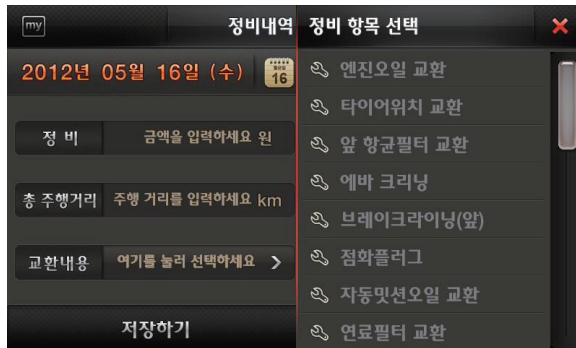 my
정비내역
2012년 05월 16일 (수)
16
정 비
금액을 입력하세요 원
총 주행거리
주행 거리를 입력하세요 km
교환내용
여기를 눌러 선택하세요
저장하기
정비 항목 선택
엔진오일 교환
타이어위치 교환
앞 항균필터 교환
에바 크리닝
브레이크라이닝(앞)
점화플러그
자동밋션오일 교환
연료필터 교환